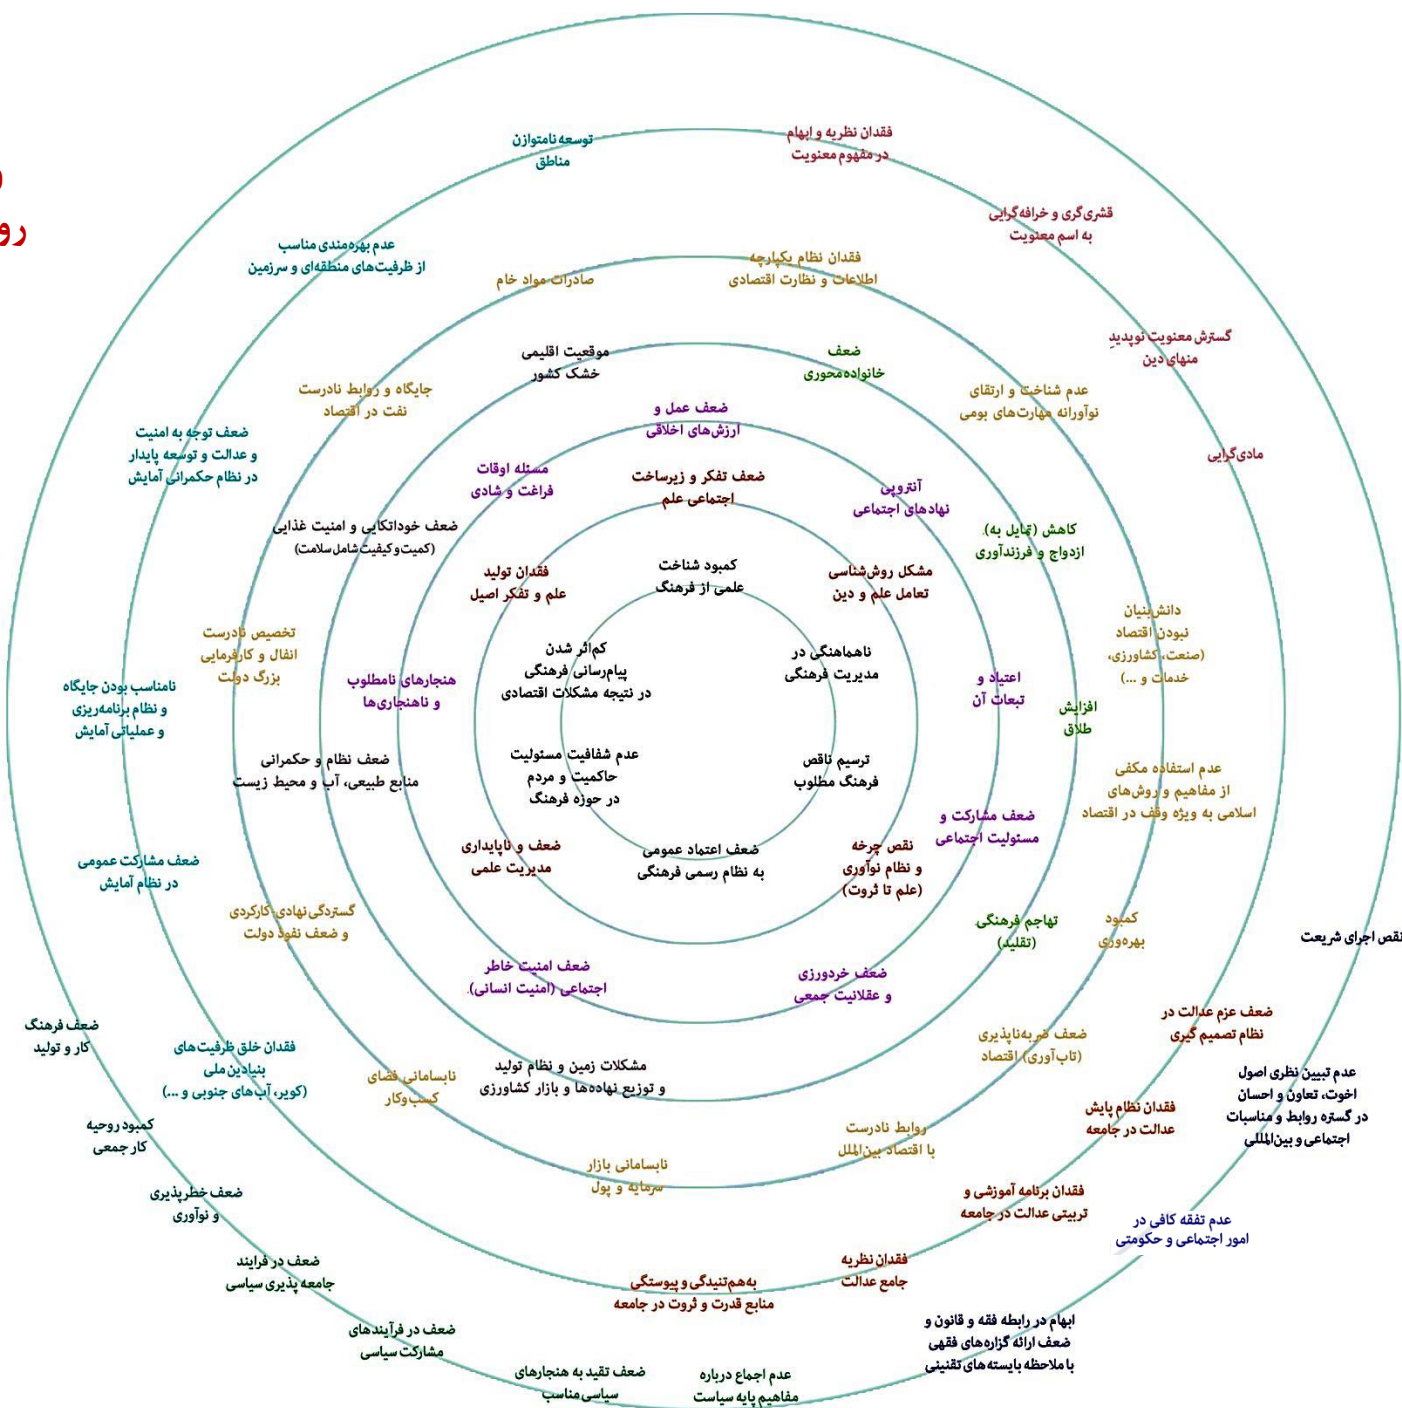 و
رو
توسعه نامتوازن
مناطق
فقدان نظریه و ابهام
در مفهوم معنویت
قشری‌گری و خرافه‌گرایی
به اسم معنویت
عدم بهره‌مندی مناسب
از ظرفیت‌های منطقه‌ای و سرزمین
صادرات مواد خام
فقدان نظام یکپارچه
اطلاعات و نظارت اقتصادی
گسترش معنویت نوپدیدِ
منهای دین
موقعیت اقلیمی
خشک کشور
ضعف
خانواده‌محوری
جایگاه و روابط نادرست
نفت در اقتصاد
عدم شناخت و ارتقای
نوآورانه مهارت‌های بومی
ضعف عمل و
ارزش‌های اخلاقی
ضعف توجه به امنیت
و عدالت و توسعه پایدار
در نظام حکمرانی آمایش
مادی‌گرایی
مسئله اوقات
فراغت و شادی
ضعف تفکر و زیرساخت
اجتماعی علم
آنتروپی
نهادهای اجتماعی
ضعف خوداتکایی و امنیت غذایی
(کمیت و کیفیت شامل سلامت)
کاهش (تمایل به)
ازدواج و فرزندآوری
فقدان تولید
علم و تفکر اصیل
کمبود شناخت
علمی از فرهنگ
مشکل روش‌شناسی
تعامل علم و دین
دانش‌بنیان
نبودن اقتصاد
(صنعت، کشاورزی،
خدمات و ...)
تخصیص نادرست
انفال و کارفرمایی
بزرگ دولت
کم‌اثر شدن
پیام‌رسانی فرهنگی
در نتیجه مشکلات اقتصادی
ناهماهنگی در
مدیریت فرهنگی
نامناسب بودن جایگاه
و نظام برنامه‌ریزی
و عملیاتی آمایش
هنجارهای نامطلوب
و ناهنجاری‌ها
اعتیاد و
تبعات آن
افزایش
طلاق
ضعف نظام و حکمرانی
منابع طبیعی، آب و محیط زیست
عدم شفافیت مسئولیت
حاکمیت و مردم
در حوزه فرهنگ
ترسیم ناقص
فرهنگ مطلوب
عدم استفاده مکفی
از مفاهیم و روش‌های
اسلامی به ویژه وقف در اقتصاد
ضعف مشارکت و
مسئولیت اجتماعی
ضعف مشارکت عمومی
در نظام آمایش
ضعف و ناپایداری
مدیریت علمی
ضعف اعتماد عمومی
به نظام رسمی فرهنگی
نقص چرخه
و نظام نوآوری
(علم تا ثروت)
گستردگی نهادی کارکردی
و ضعف نفوذ دولت
تهاجم فرهنگی
(تقلید)
کمبود
بهره‌وری
نقص اجرای شریعت
ضعف امنیت خاطر
اجتماعی (امنیت انسانی)
ضعف خردورزی
و عقلانیت جمعی
ضعف فرهنگ
کار و تولید
فقدان خلق ظرفیت‌های
بنیادین ملی
(کویر، آب‌های جنوبی و ...)
نابسامانی فضای
کسب‌وکار
مشکلات زمین و نظام تولید
و توزیع نهاده‌ها و بازار کشاورزی
ضعف ضربه‌ناپذیری
(تاب‌آوری) اقتصاد
ضعف عزم عدالت در
نظام تصمیم گیری
عدم تبیین نظری اصول
اخوت، تعاون و احسان
در گستره روابط و مناسبات
اجتماعی و بین‌المللی
کمبود روحیه
کار جمعی
روابط نادرست
با اقتصاد بین‌الملل
فقدان نظام پایش
عدالت در جامعه
نابسامانی بازار
سرمایه و پول
ضعف خطرپذیری
و نوآوری
فقدان برنامه آموزشی و
تربیتی عدالت در جامعه
عدم تفقه کافی در
امور اجتماعی و حکومتی
ضعف در فرایند
جامعه پذیری سیاسی
به‌هم‌تنیدگی و پیوستگی
منابع قدرت و ثروت در جامعه
فقدان نظریه
جامع عدالت
ضعف در فرآیندهای
مشارکت سیاسی
ابهام در رابطه فقه و قانون و
ضعف ارائه گزاره‌های فقهی
با ملاحظه بایسته‌های تقنینی
ضعف تقید به هنجارهای
سیاسی مناسب
عدم اجماع درباره
مفاهیم پایه سیاست